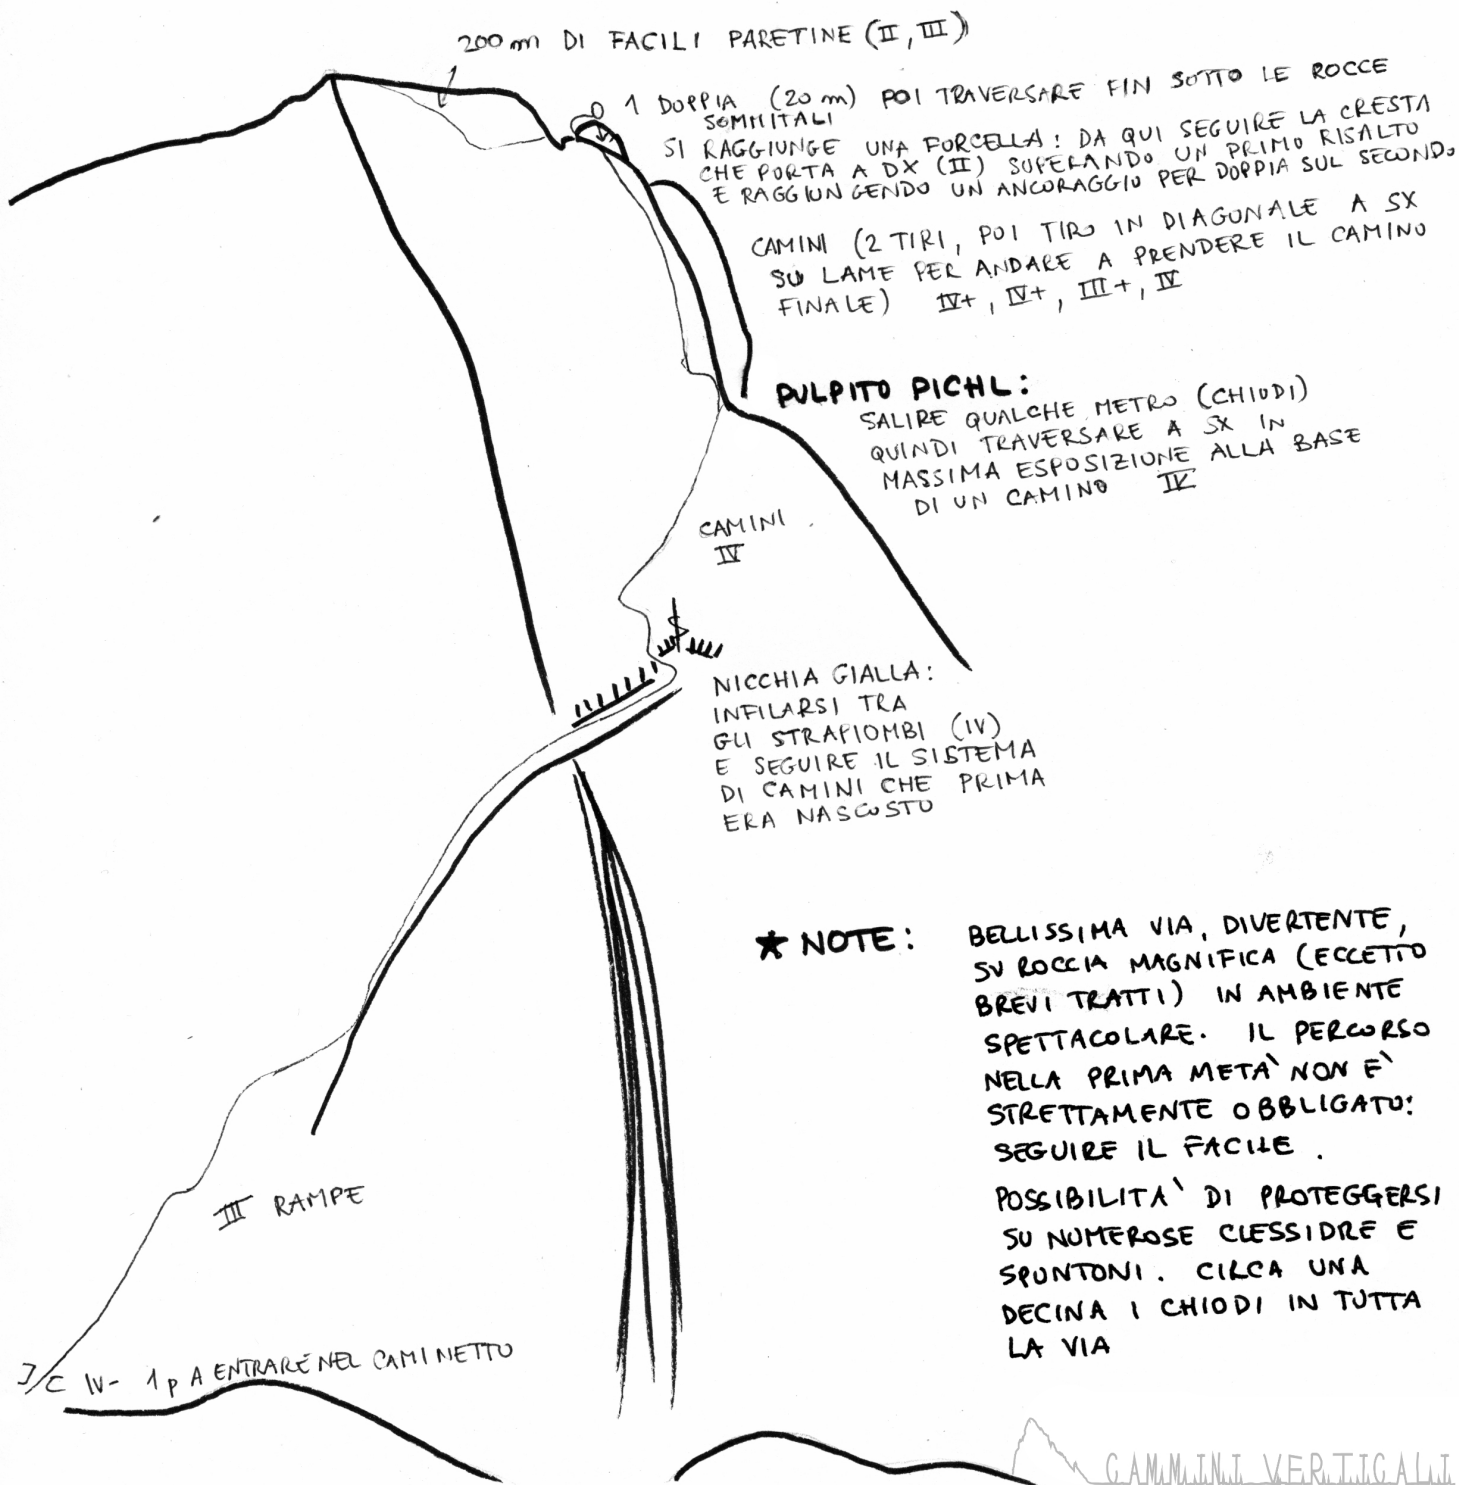 200 m DI FACILI PARETINE (II, III)
1 DOPPIA (20 m) POI TRAVERSARE FIN SOTTO LE ROCCE
SOMMITALI
SI RAGGIUNGE UNA FORCELLA: DA QUI SEGUIRE LA CRESTA
CHE PORTA A DX (II) SUPERANDO UN PRIMO RISALTO
E RAGGIUNGENDO UN ANCORAGGIO PER DOPPIA SUL SECONDO
CAMINI (2 TIRI, POI TIRO IN DIAGONALE A SX
SU LAME PER ANDARE A PRENDERE IL CAMINO
FINALE) IV+, IV+, III+, IV
PULPITO PICHL:
SALIRE QUALCHE METRO (CHIODI)
QUINDI TRAVERSARE A SX IN
MASSIMA ESPOSIZIONE ALLA BASE
DI UN CAMINO IV
CAMINI
IV
NICCHIA GIALLA:
INFILARSI TRA
GLI STRAPIOMBI (IV)
E SEGUIRE IL SISTEMA
DI CAMINI CHE PRIMA
ERA NASCOSTO
★ NOTE:
BELLISSIMA VIA, DIVERTENTE,
SU ROCCIA MAGNIFICA (ECCETTO
BREVI TRATTI) IN AMBIENTE
SPETTACOLARE. IL PERCORSO
NELLA PRIMA METÀ NON È
STRETTAMENTE OBBLIGATO:
SEGUIRE IL FACILE.
POSSIBILITÀ DI PROTEGGERSI
SU NUMEROSE CLESSIDRE E
SPUNTONI. CIRCA UNA
DECINA I CHIODI IN TUTTA
LA VIA
III RAMPE
IV- 1 p A ENTRARE NEL CAMINETTO
CAMMINI VERTICALI